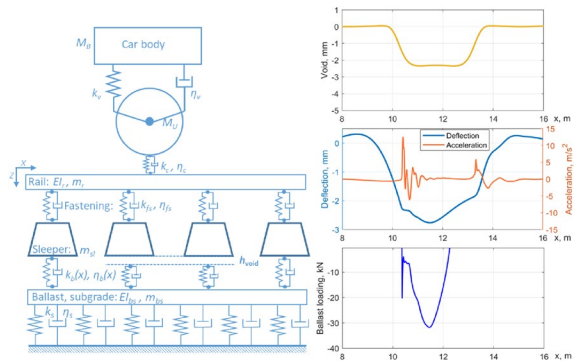 M_B
Car body
k_v
η_v
M_U
k_c, η_c
X
Z
Rail: EI_r, m_r
Fastening:
k_fs, η_fs
Sleeper: m_sl
h_void
k_b(x), η_b(x)
Ballast, subgrade: EI_bs, m_bs
k_s
η_s
Void, mm
1
0
-1
-2
-3
-4
-5
8
10
12
14
16
x, m
Deflection, mm
Deflection
Acceleration
Acceleration, m/s²
0
-1
-2
-3
15
10
5
0
-5
-10
-15
8
10
12
14
16
x, m
Ballast loading, kN
-10
-20
-30
-40
8
10
12
14
16
x, m